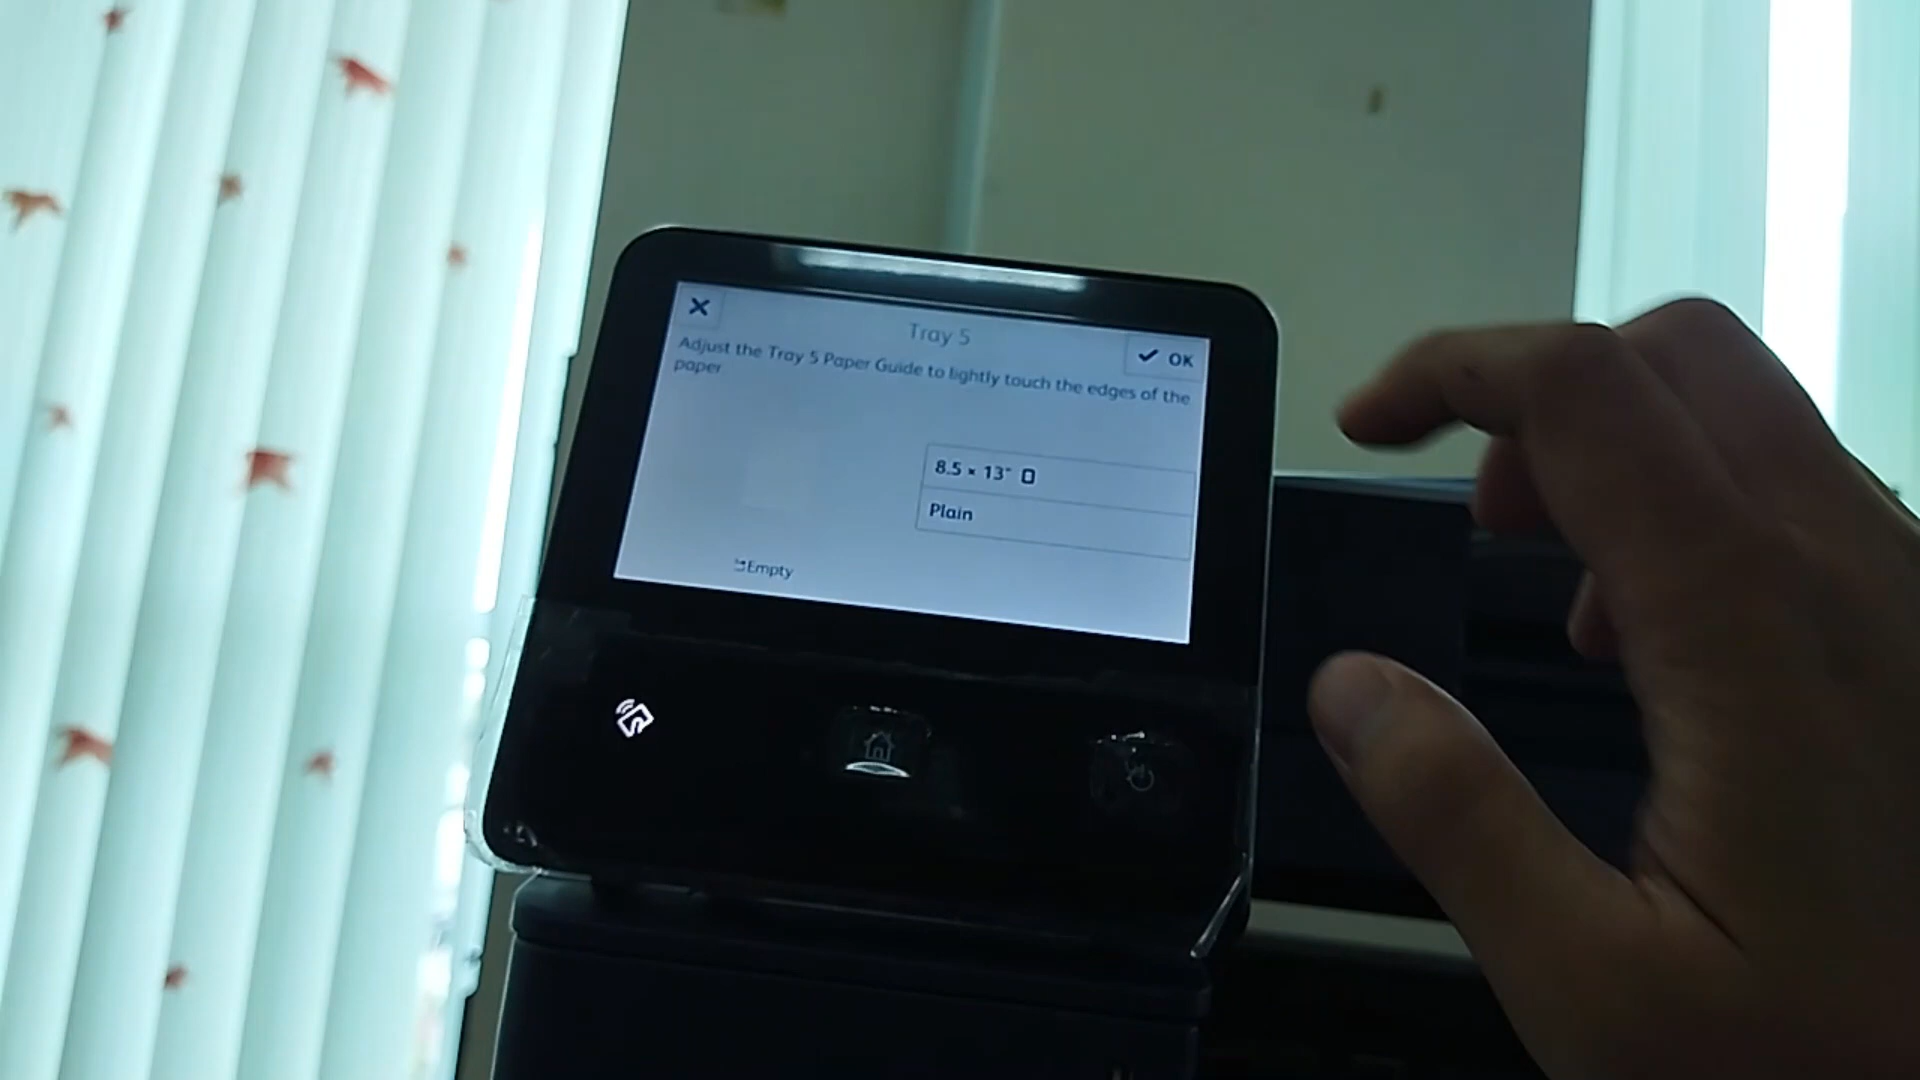 Tray 5
OK
Adjust the Tray 5 Paper Guide to lightly touch the edges of the
paper
8.5 × 13"
Plain
Empty